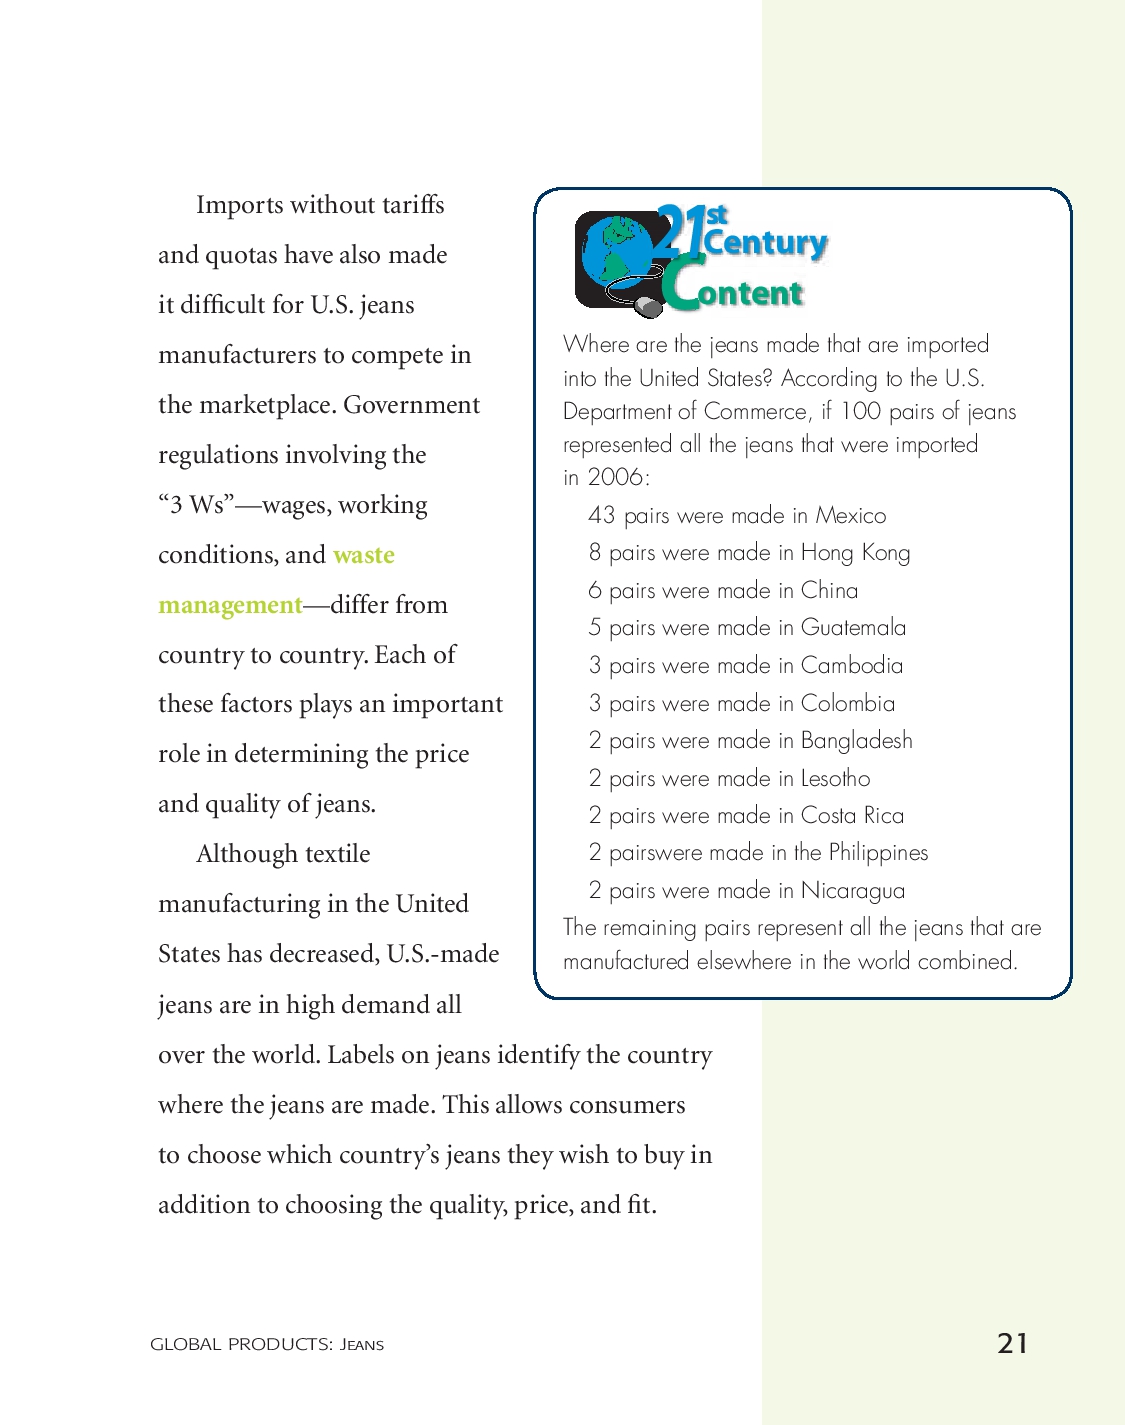 Imports without tariffs
and quotas have also made
it difficult for U.S. jeans
manufacturers to compete in
the marketplace. Government
regulations involving the
“3 Ws”—wages, working
conditions, and waste
management—differ from
country to country. Each of
these factors plays an important
role in determining the price
and quality of jeans.
Although textile
manufacturing in the United
States has decreased, U.S.-made
jeans are in high demand all
over the world. Labels on jeans identify the country
where the jeans are made. This allows consumers
to choose which country’s jeans they wish to buy in
addition to choosing the quality, price, and fit.
21st
Century
Content
Where are the jeans made that are imported
into the United States? According to the U.S.
Department of Commerce, if 100 pairs of jeans
represented all the jeans that were imported
in 2006:
43 pairs were made in Mexico
8 pairs were made in Hong Kong
6 pairs were made in China
5 pairs were made in Guatemala
3 pairs were made in Cambodia
3 pairs were made in Colombia
2 pairs were made in Bangladesh
2 pairs were made in Lesotho
2 pairs were made in Costa Rica
2 pairswere made in the Philippines
2 pairs were made in Nicaragua
The remaining pairs represent all the jeans that are
manufactured elsewhere in the world combined.
GLOBAL PRODUCTS: JEANS
21